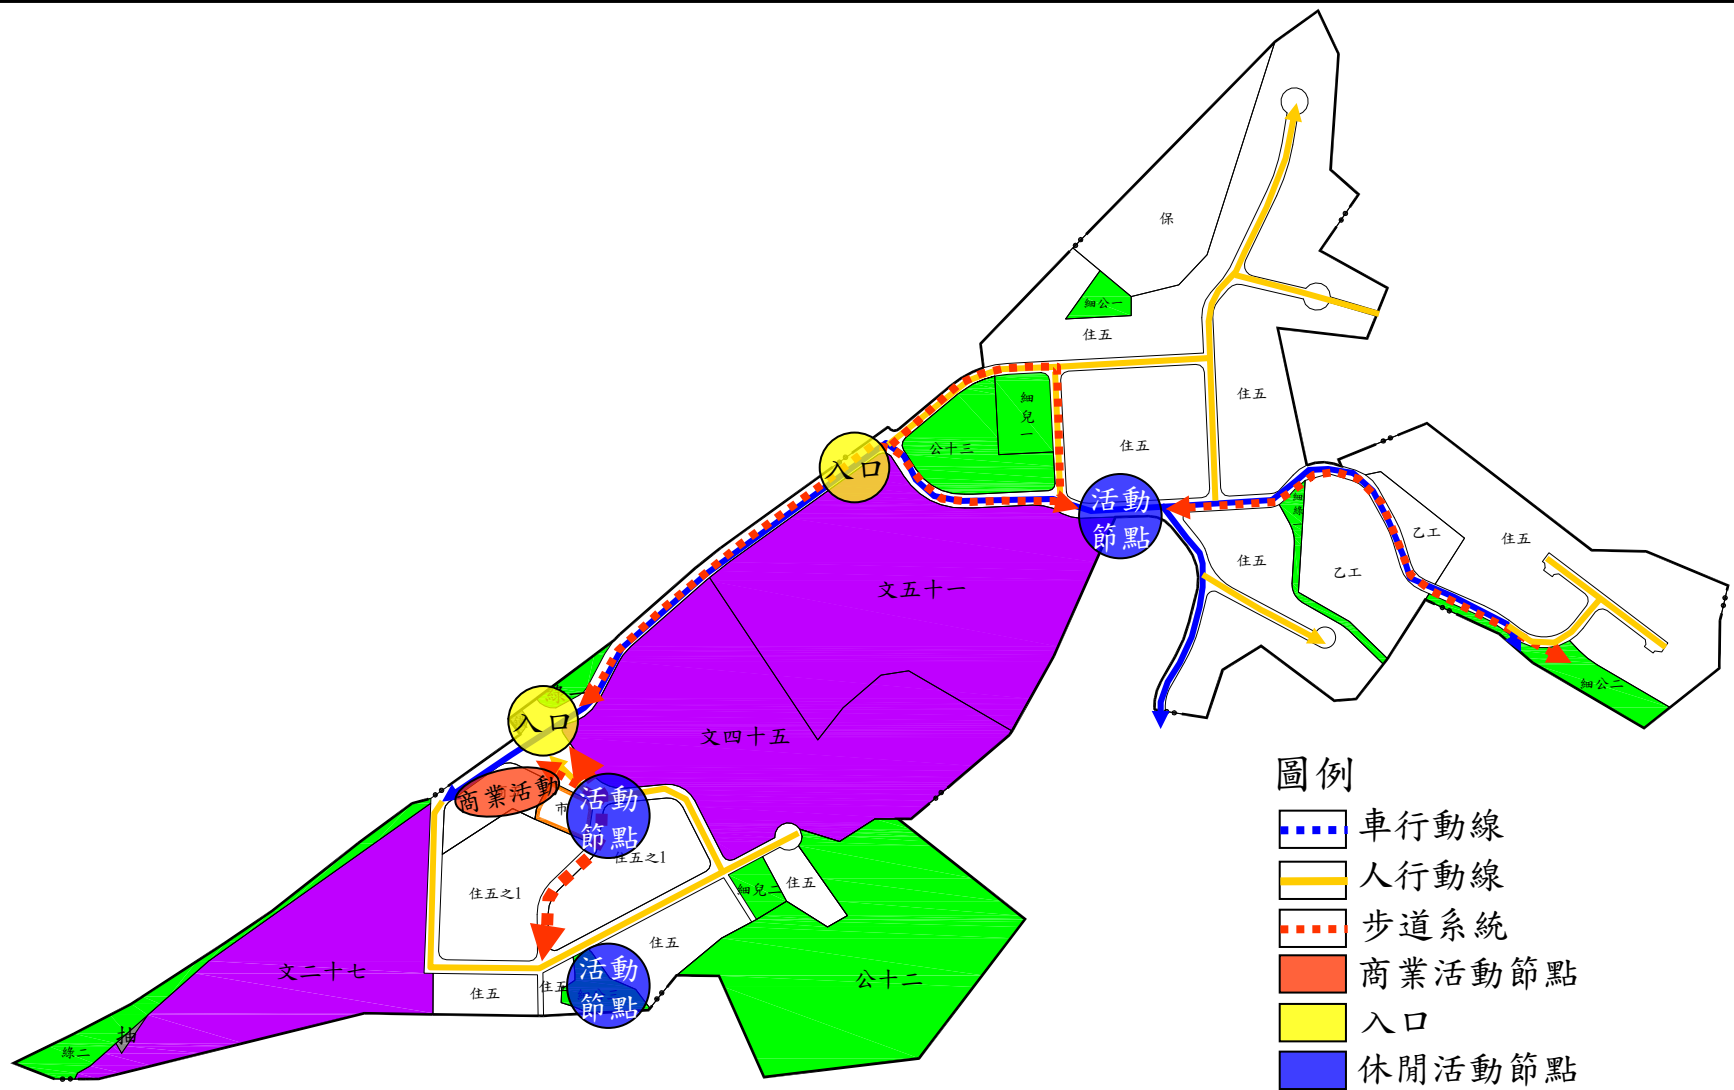 保
細公一
住五
細兒一
住五
公十三
住五
入口
活動
節點
細綠一
乙工
住五
住五
乙工
文五十一
細公二
入口
文四十五
商業活動
市
活動
節點
住五之1
住五之1
細兒二
住五
住五
活動
節點
文二十七
住五
住五
公十二
抽
綠二
圖例
車行動線
人行動線
步道系統
商業活動節點
入口
休閒活動節點